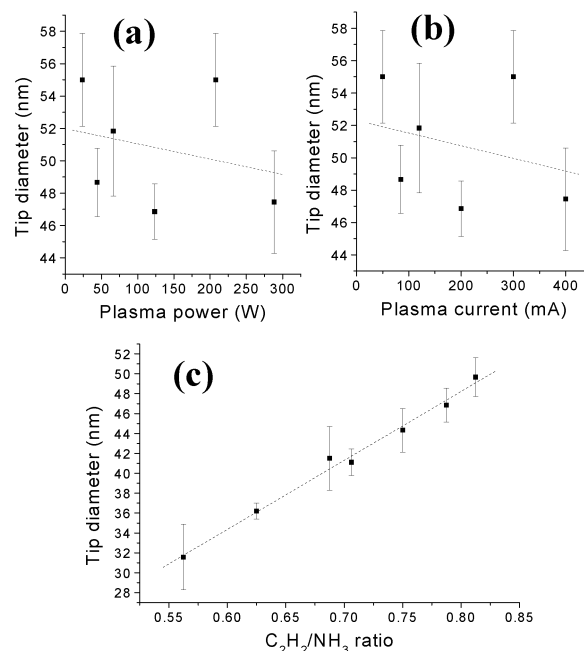 (a)
Tip diameter (nm)
58
56
54
52
50
48
46
44
0 50 100 150 200 250 300
Plasma power (W)
(b)
Tip diameter (nm)
58
56
54
52
50
48
46
44
0 100 200 300 400
Plasma current (mA)
(c)
Tip diameter (nm)
52
50
48
46
44
42
40
38
36
34
32
30
28
0.55 0.60 0.65 0.70 0.75 0.80 0.85
C₂H₂/NH₃ ratio